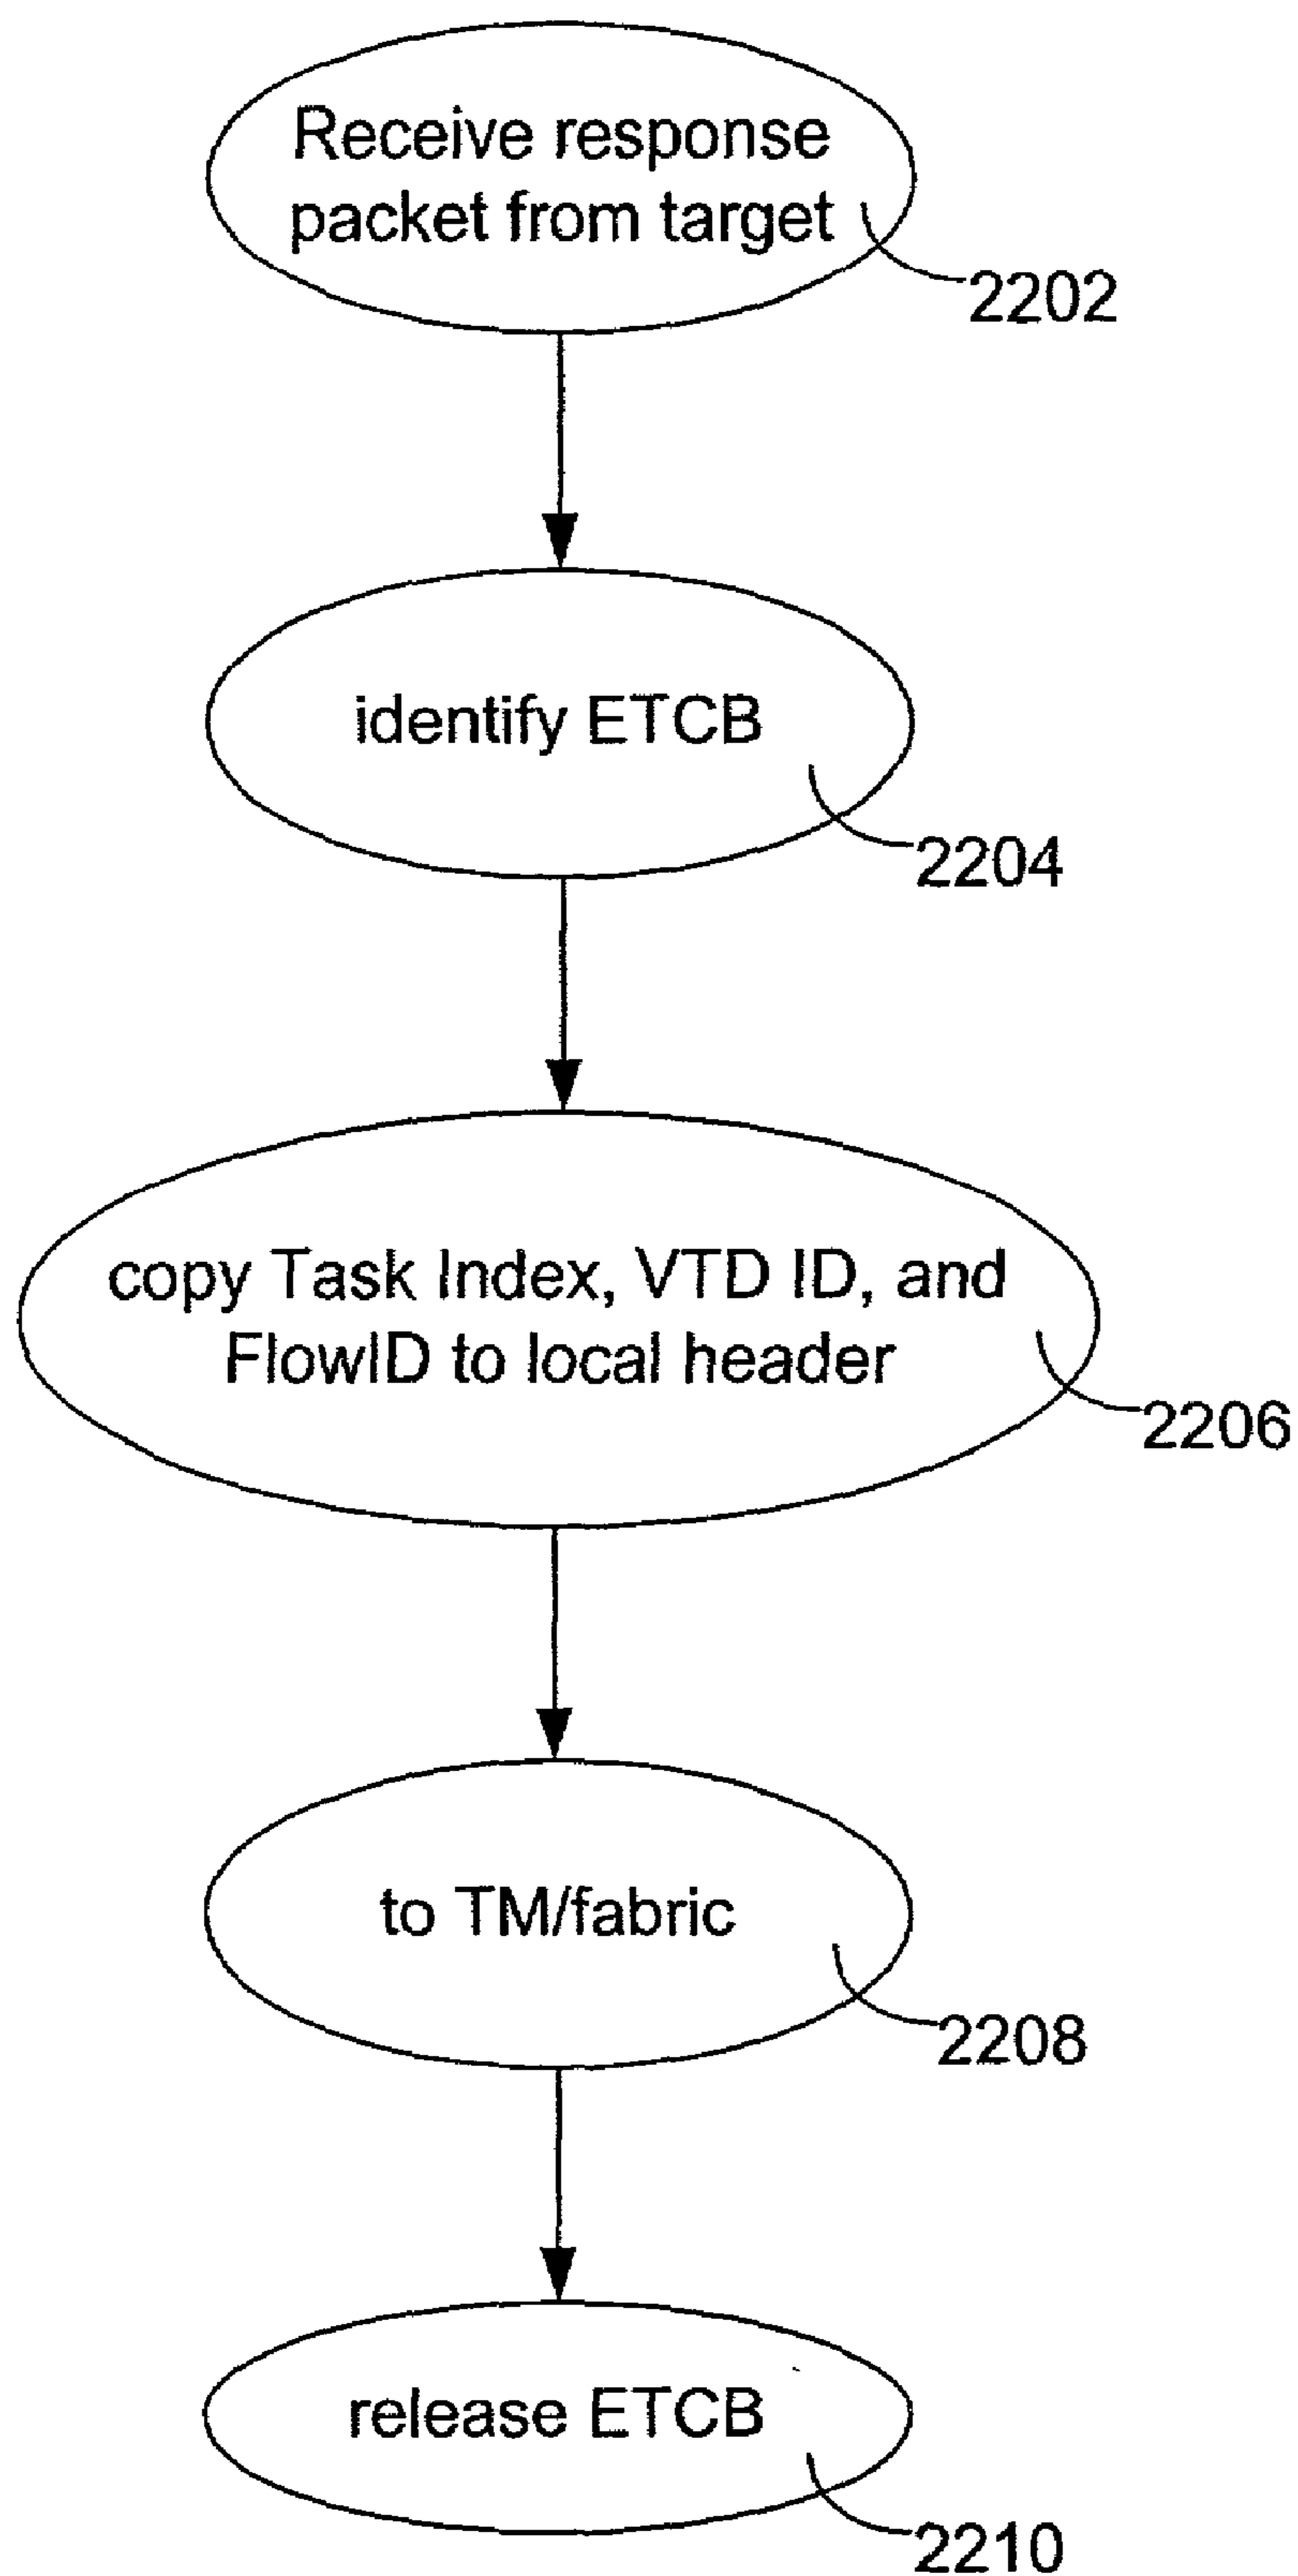 Receive response
packet from target
2202
identify ETCB
2204
copy Task Index, VTD ID, and
FlowID to local header
2206
to TM/fabric
2208
release ETCB
2210